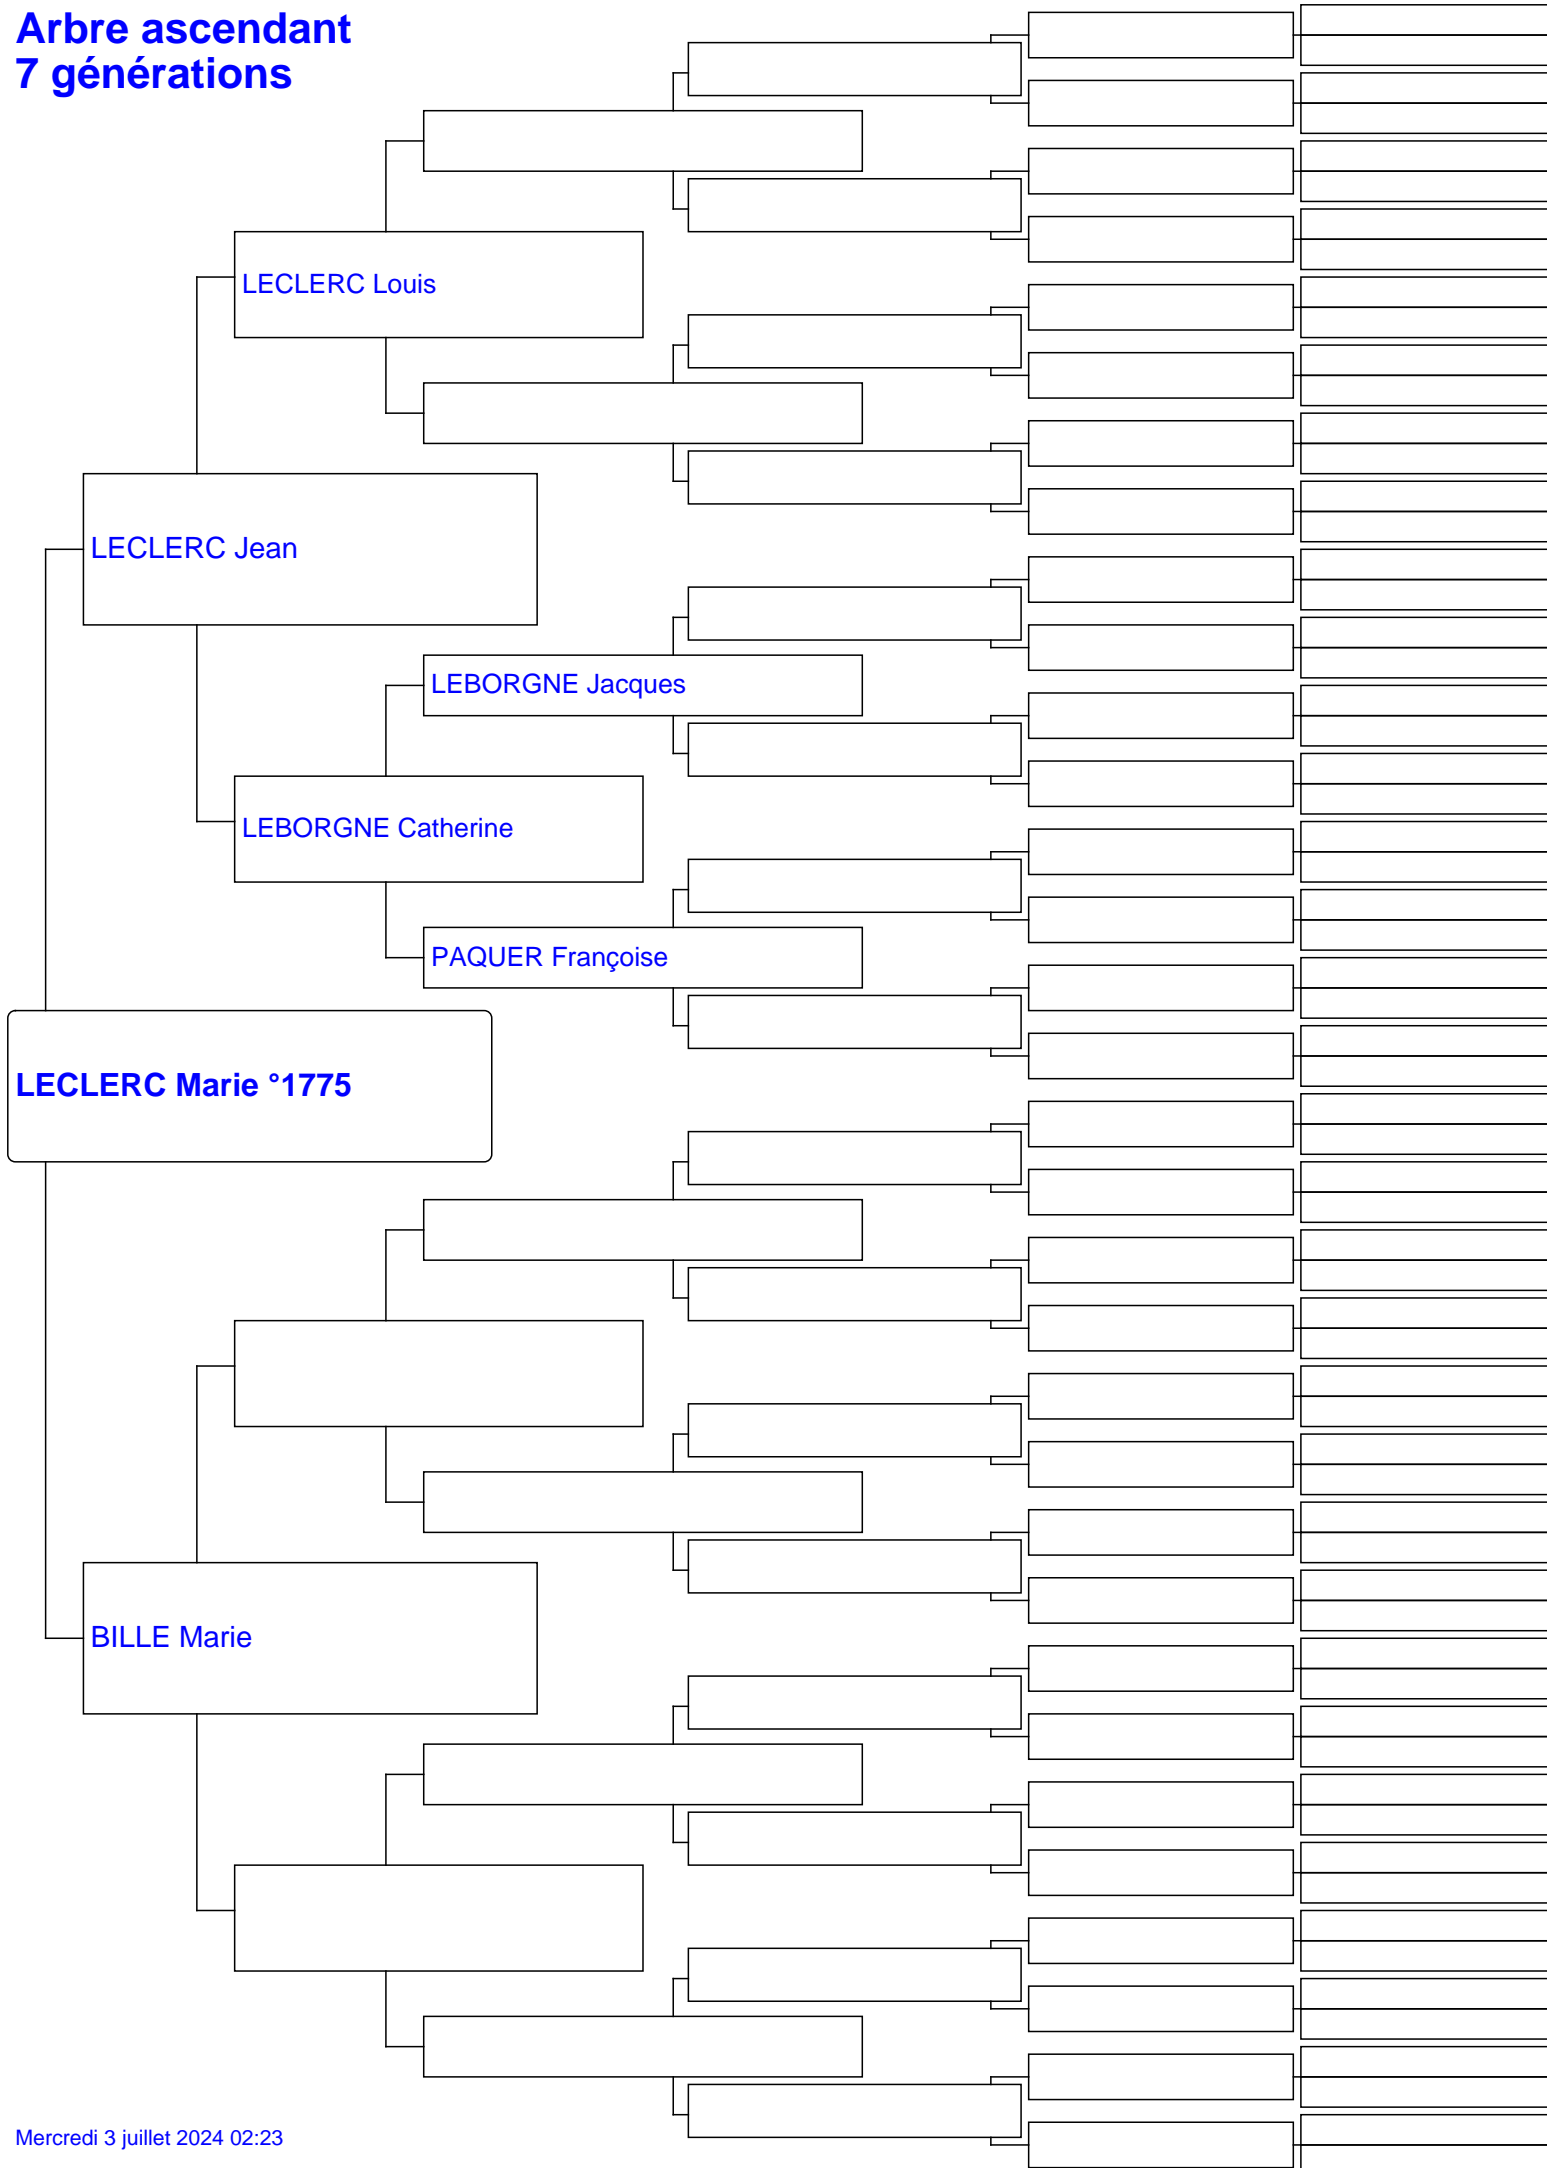 Arbre ascendant
7 générations
LECLERC Louis
LECLERC Jean
LEBORGNE Jacques
LEBORGNE Catherine
PAQUER Françoise
LECLERC Marie °1775
BILLE Marie
Mercredi 3 juillet 2024 02:23